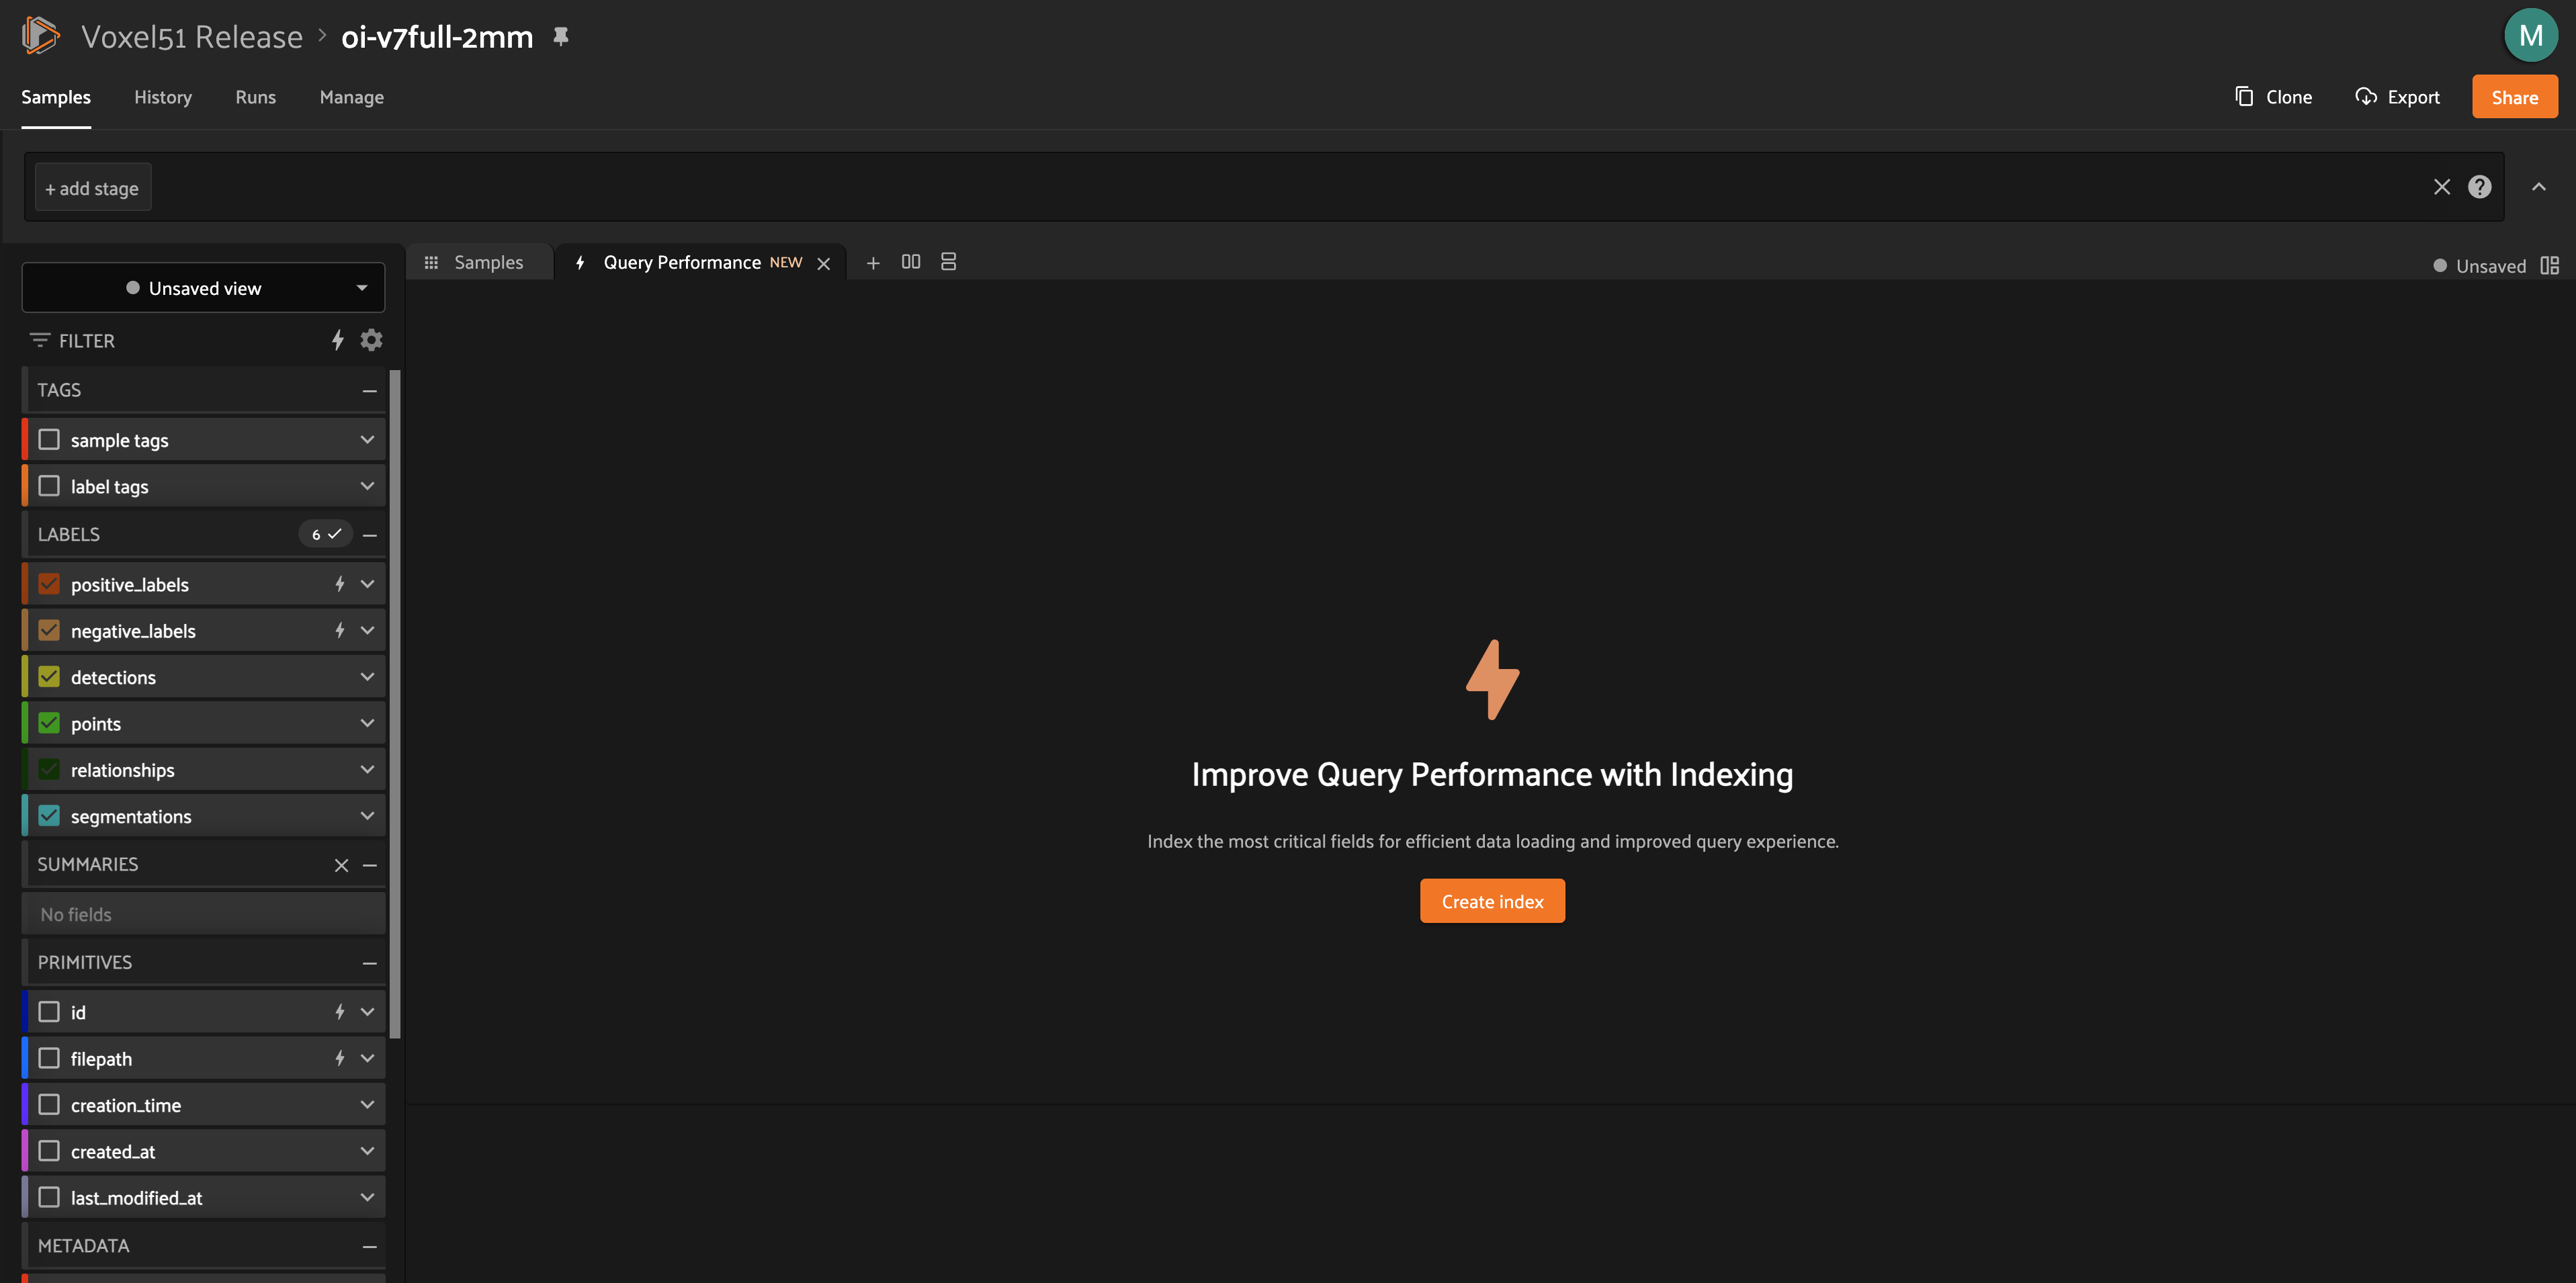 Voxel51 Release > oi-v7full-2mm
M
Samples History Runs Manage
Clone Export Share
+ add stage
Samples Query Performance NEW
Unsaved
Unsaved view
FILTER
TAGS
sample tags
label tags
LABELS 6
positive_labels
negative_labels
detections
points
relationships
segmentations
SUMMARIES
No fields
PRIMITIVES
id
filepath
creation_time
created_at
last_modified_at
METADATA
Improve Query Performance with Indexing
Index the most critical fields for efficient data loading and improved query experience.
Create index